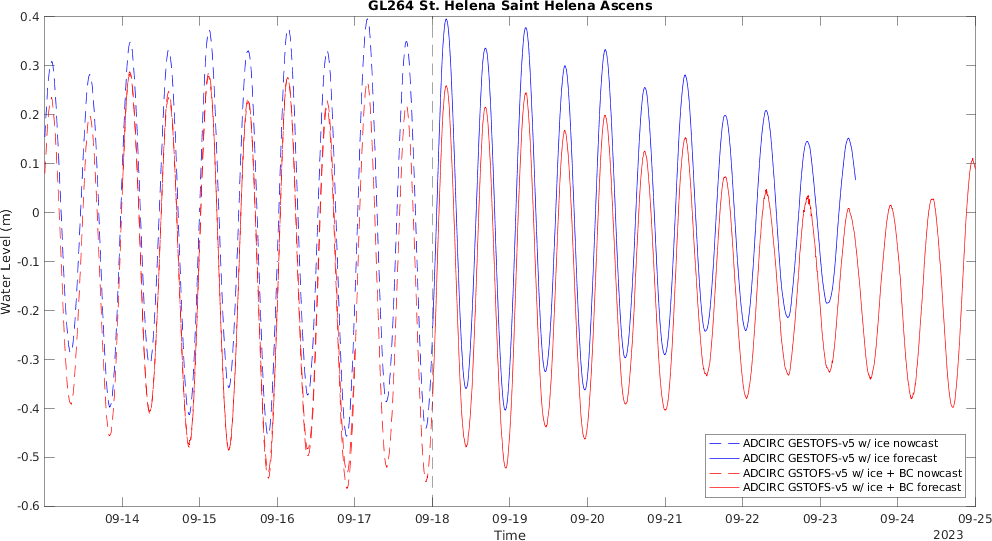 GL264 St. Helena Saint Helena Ascens
0.4
0.3
0.2
0.1
0
-0.1
-0.2
-0.3
-0.4
-0.5
-0.6
Water Level (m)
ADCIRC GESTOFS-v5 w/ ice nowcast
ADCIRC GESTOFS-v5 w/ ice forecast
ADCIRC GSTOFS-v5 w/ ice + BC nowcast
ADCIRC GSTOFS-v5 w/ ice + BC forecast
09-14 09-15 09-16 09-17 09-18 09-19 09-20 09-21 09-22 09-23 09-24 09-25
Time
2023